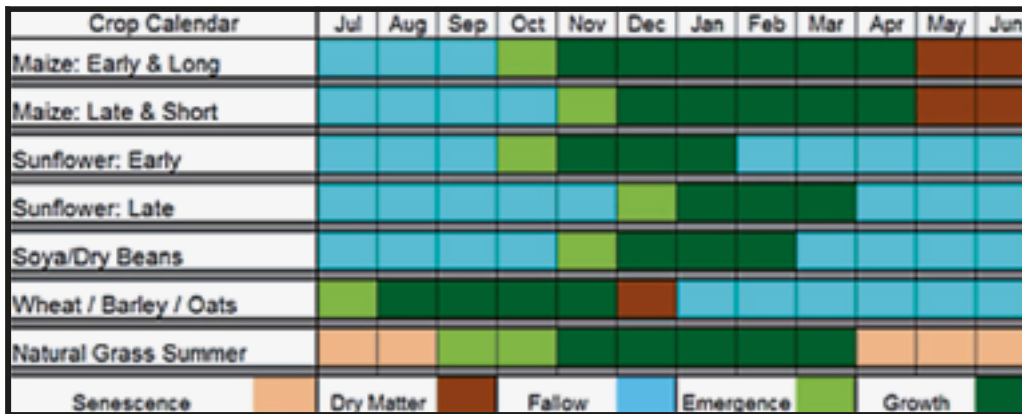 Crop Calendar Jul Aug Sep Oct Nov Dec Jan Feb Mar Apr May Jun
Maize: Early & Long
Maize: Late & Short
Sunflower: Early
Sunflower: Late
Soya/Dry Beans
Wheat / Barley / Oats
Natural Grass Summer
Senescence Dry Matter Fallow Emergence Growth